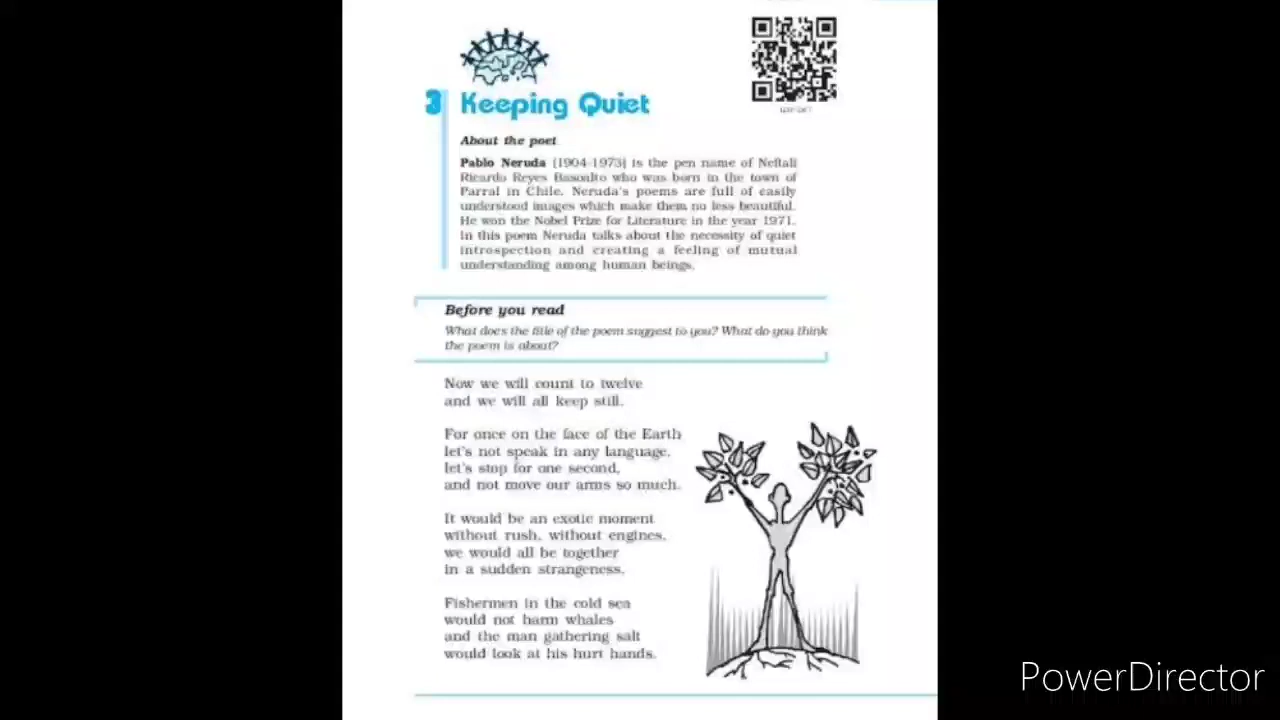 3 Keeping Quiet
About the poet
Pablo Neruda (1904-1973) is the pen name of Neftali
Ricardo Reyes Basoalto who was born in the town of
Parral in Chile. Neruda's poems are full of easily
understood images which make them no less beautiful.
He won the Nobel Prize for Literature in the year 1971.
In this poem Neruda talks about the necessity of quiet
introspection and creating a feeling of mutual
understanding among human beings.
Before you read
What does the title of the poem suggest to you? What do you think
the poem is about?
Now we will count to twelve
and we will all keep still.
For once on the face of the Earth
let's not speak in any language,
let's stop for one second,
and not move our arms so much.
It would be an exotic moment
without rush, without engines,
we would all be together
in a sudden strangeness.
Fishermen in the cold sea
would not harm whales
and the man gathering salt
would look at his hurt hands.
PowerDirector